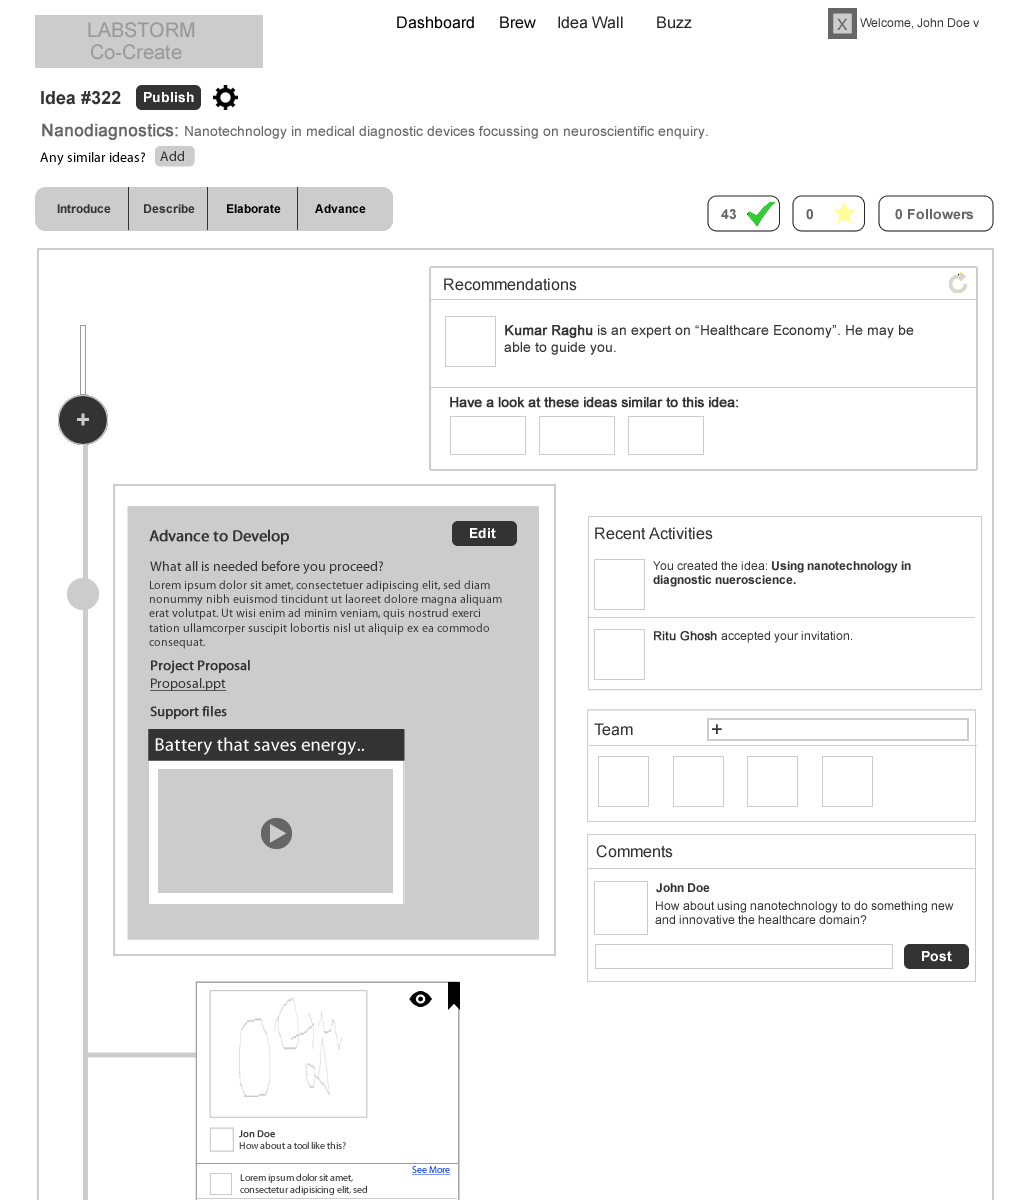 LABSTORM
Co-Create
Dashboard Brew Idea Wall Buzz
X Welcome, John Doe v
Idea #322 Publish
Nanodiagnostics: Nanotechnology in medical diagnostic devices focussing on neuroscientific enquiry.
Any similar ideas? Add
Introduce Describe Elaborate Advance
43 0 0 Followers
Recommendations
Kumar Raghu is an expert on “Healthcare Economy”. He may be
able to guide you.
Have a look at these ideas similar to this idea:
+
Advance to Develop Edit
What all is needed before you proceed?
Lorem ipsum dolor sit amet, consectetuer adipiscing elit, sed diam
nonummy nibh euismod tincidunt ut laoreet dolore magna aliquam
erat volutpat. Ut wisi enim ad minim veniam, quis nostrud exerci
tation ullamcorper suscipit lobortis nisl ut aliquip ex ea commodo
consequat.
Project Proposal
Proposal.ppt
Support files
Battery that saves energy..
Recent Activities
You created the idea: Using nanotechnology in
diagnostic nueroscience.
Ritu Ghosh accepted your invitation.
Team +
Comments
John Doe
How about using nanotechnology to do something new
and innovative the healthcare domain?
Post
Jon Doe
How about a tool like this?
See More
Lorem ipsum dolor sit amet,
consectetur adipisicing elit, sed